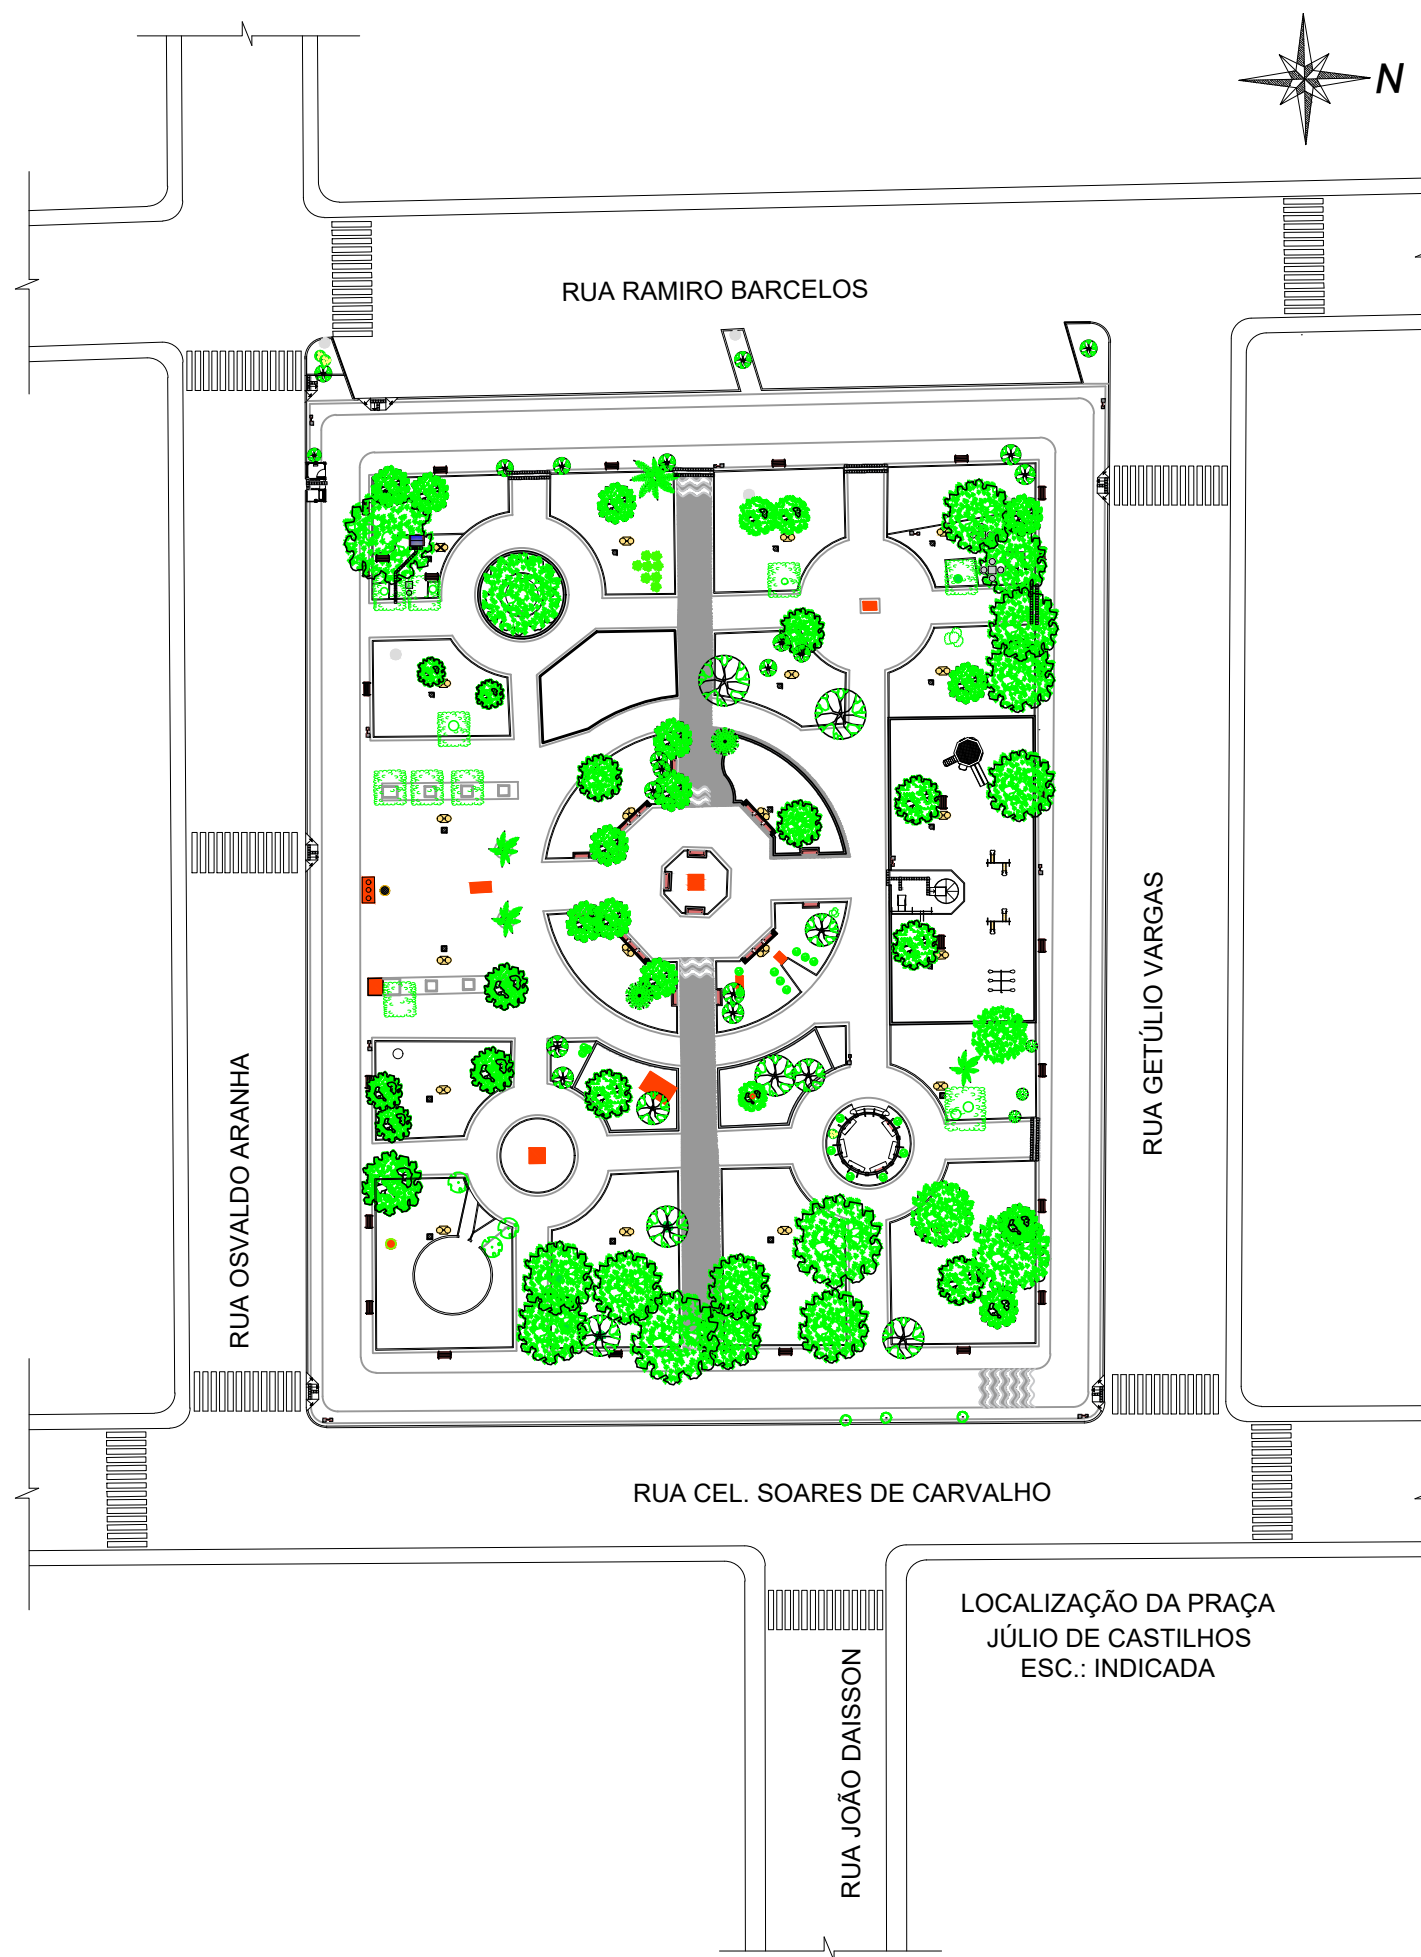 N
RUA RAMIRO BARCELOS
RUA GETÚLIO VARGAS
RUA OSVALDO ARANHA
RUA CEL. SOARES DE CARVALHO
LOCALIZAÇÃO DA PRAÇA
JÚLIO DE CASTILHOS
ESC.: INDICADA
RUA JOÃO DAISSON